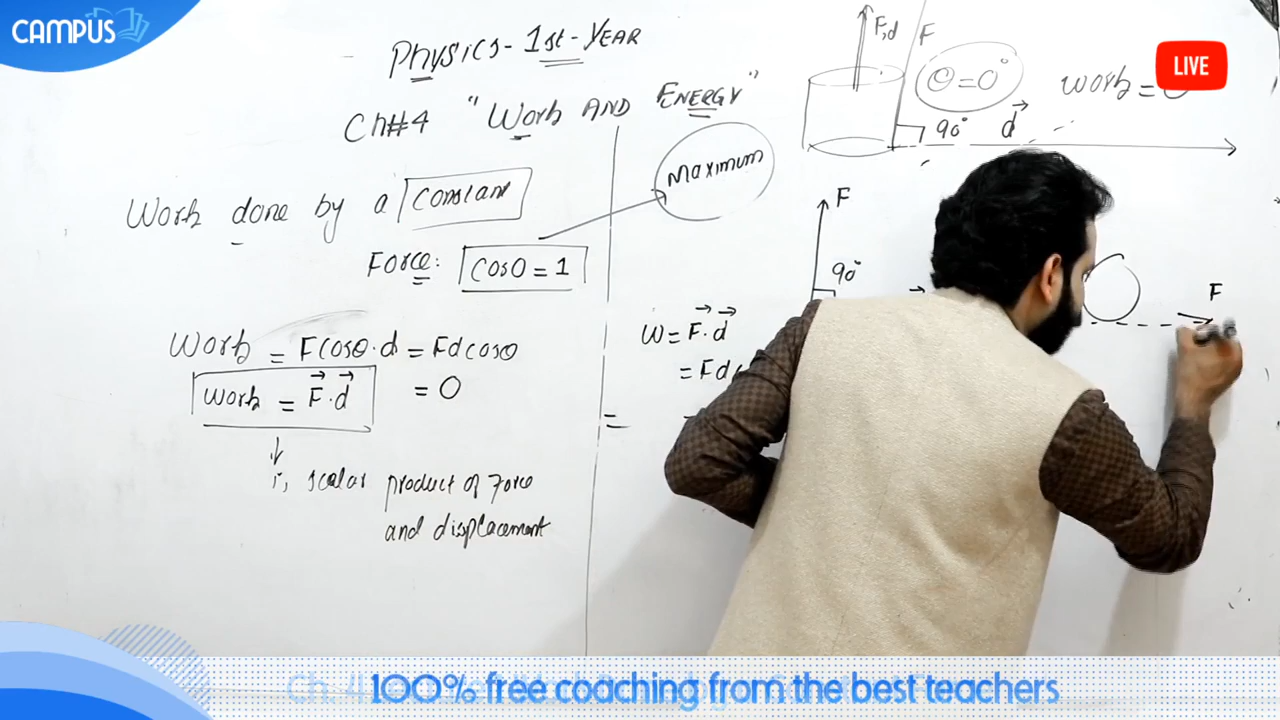 CAMPUS
Physics-1st-YEAR
Ch#4 "Work AND ENERGY"
Work done by a Constant
Force: Cos0 = 1
Maximum
Work = Fcosθ.d = Fdcosθ
Work = F.d = 0
is scalar product of Force
and displacement
F,d
F
θ=0°
work = 0
90° d
F
90°
W = F.d
= Fd
=
F
LIVE
100% free coaching from the best teachers